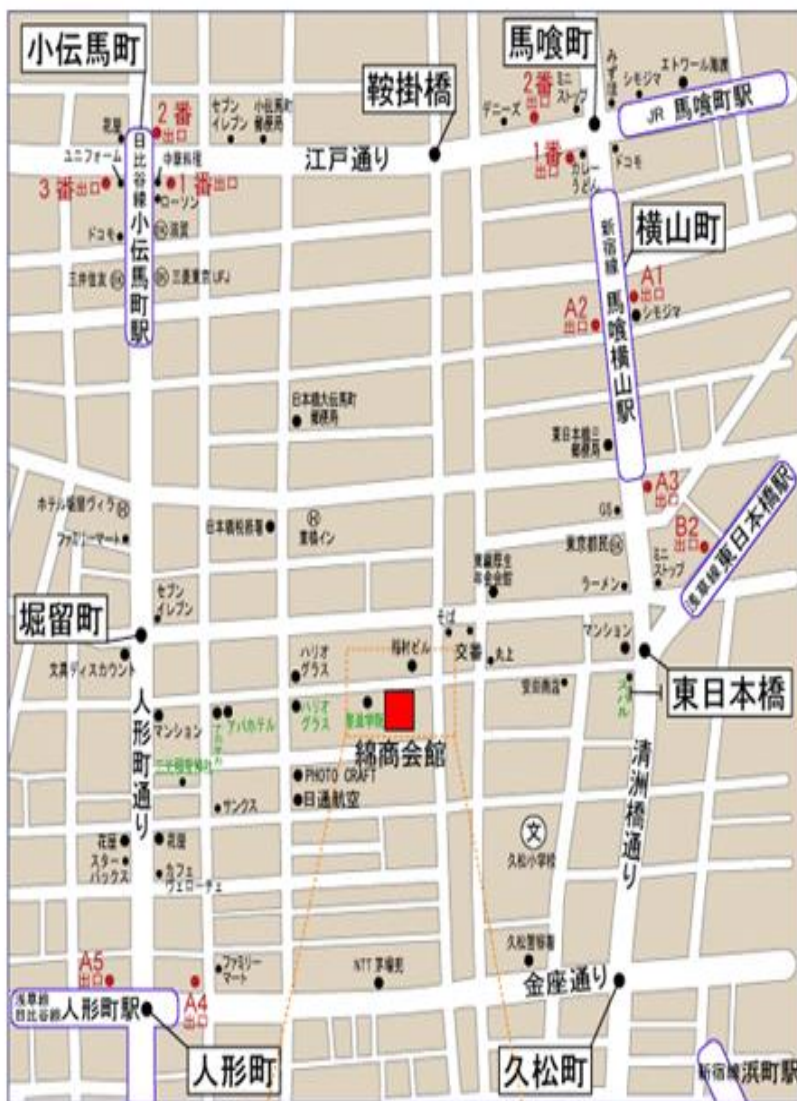 小伝馬町
鞍掛橋
馬喰町
みずほ
シモジマ
エトワール海渡
JR 馬喰町駅
2番
出口
花屋
セブン
イレブン
小伝馬町
郵便局
デニーズ
2番
出口
ミニ
ストップ
ユニフォーム
中華料理
江戸通り
1番
出口
カレー
うどん
ドコモ
3番出口
1番出口
ローソン
日比谷線 小伝馬町駅
ドコモ
滋賀
三井住友
三菱東京UFJ
新宿線 馬喰横山駅
横山町
A1
出口
A2
出口
シモジマ
日本橋大伝馬町
郵便局
郵便局
A3
出口
GS
B2
出口
浅草線 東日本橋駅
ホテル堀留ヴィラ
ファミリーマート
日本橋税務署
東横イン
東京都民
ミニ
ストップ
ラーメン
セブン
イレブン
堀留町
そば
交番
丸上
マンション
文具ディスカウント
ハリオ
グラス
稲村ビル
東日本橋
マンション
アパホテル
ハリオ
グラス
綿商会館
人形町通り
PHOTO CRAFT
日通航空
サンクス
清洲橋通り
花屋
花屋
スター
バックス
カフェ
ヴェローチェ
文
久松小学校
久松警察署
A5
出口
A4
出口
ファミリー
マート
NTT 茅場兜
金座通り
浅草線
日比谷線
人形町駅
人形町
久松町
新宿線 浜町駅